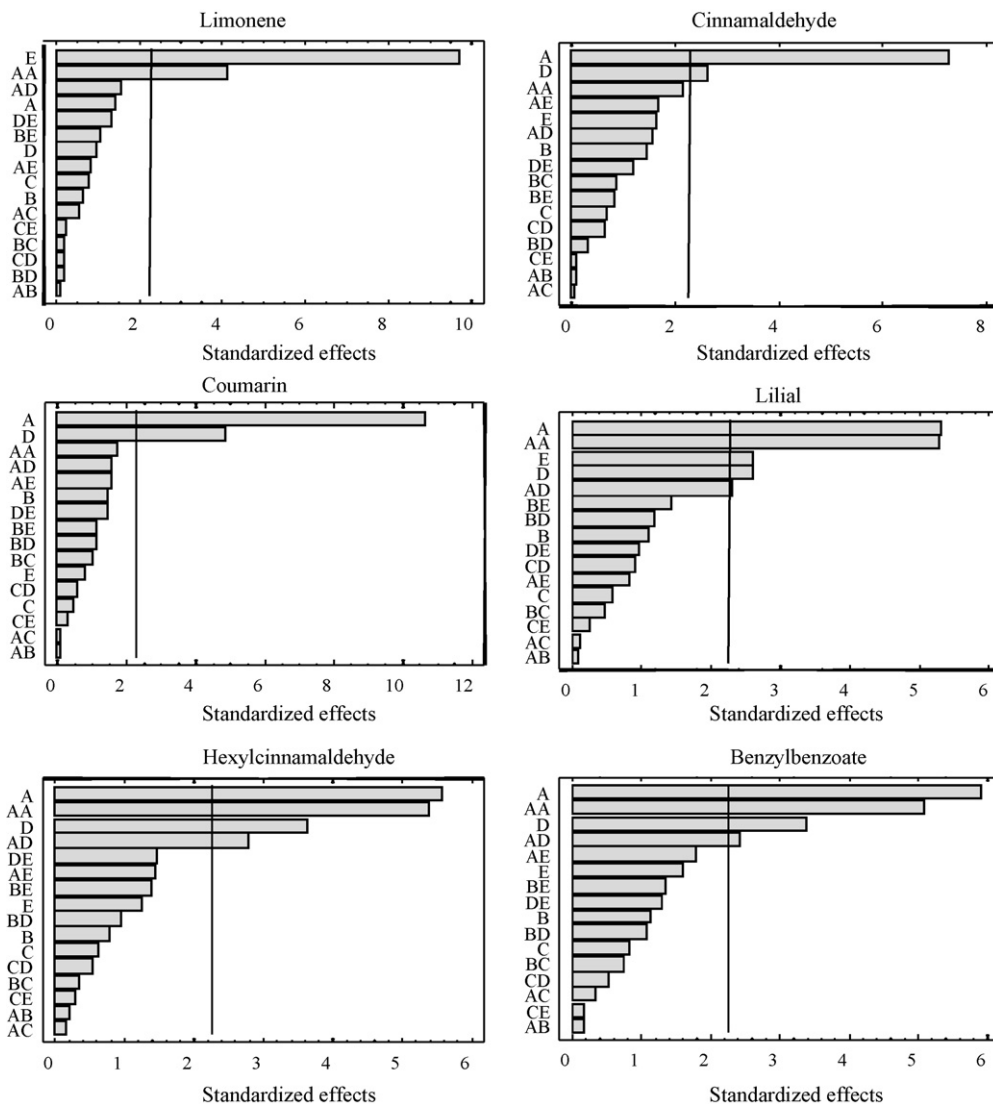 Limonene
E
AA
AD
A
DE
BE
D
AE
C
B
AC
CE
BC
CD
BD
AB
0 2 4 6 8 10
Standardized effects
Cinnamaldehyde
A
D
AA
AE
E
AD
B
DE
BC
BE
C
CD
BD
CE
AB
AC
0 2 4 6 8
Standardized effects
Coumarin
A
D
AA
AD
AE
B
DE
BE
BD
BC
E
CD
C
CE
AC
AB
0 2 4 6 8 10 12
Standardized effects
Lilial
A
AA
E
D
AD
BE
BD
B
DE
CD
AE
C
BC
CE
AC
AB
0 1 2 3 4 5 6
Standardized effects
Hexylcinnamaldehyde
A
AA
D
AD
DE
AE
BE
E
BD
B
C
CD
BC
CE
AB
AC
0 1 2 3 4 5 6
Standardized effects
Benzylbenzoate
A
AA
D
AD
AE
E
BE
DE
B
BD
C
BC
CD
AC
CE
AB
0 1 2 3 4 5 6
Standardized effects